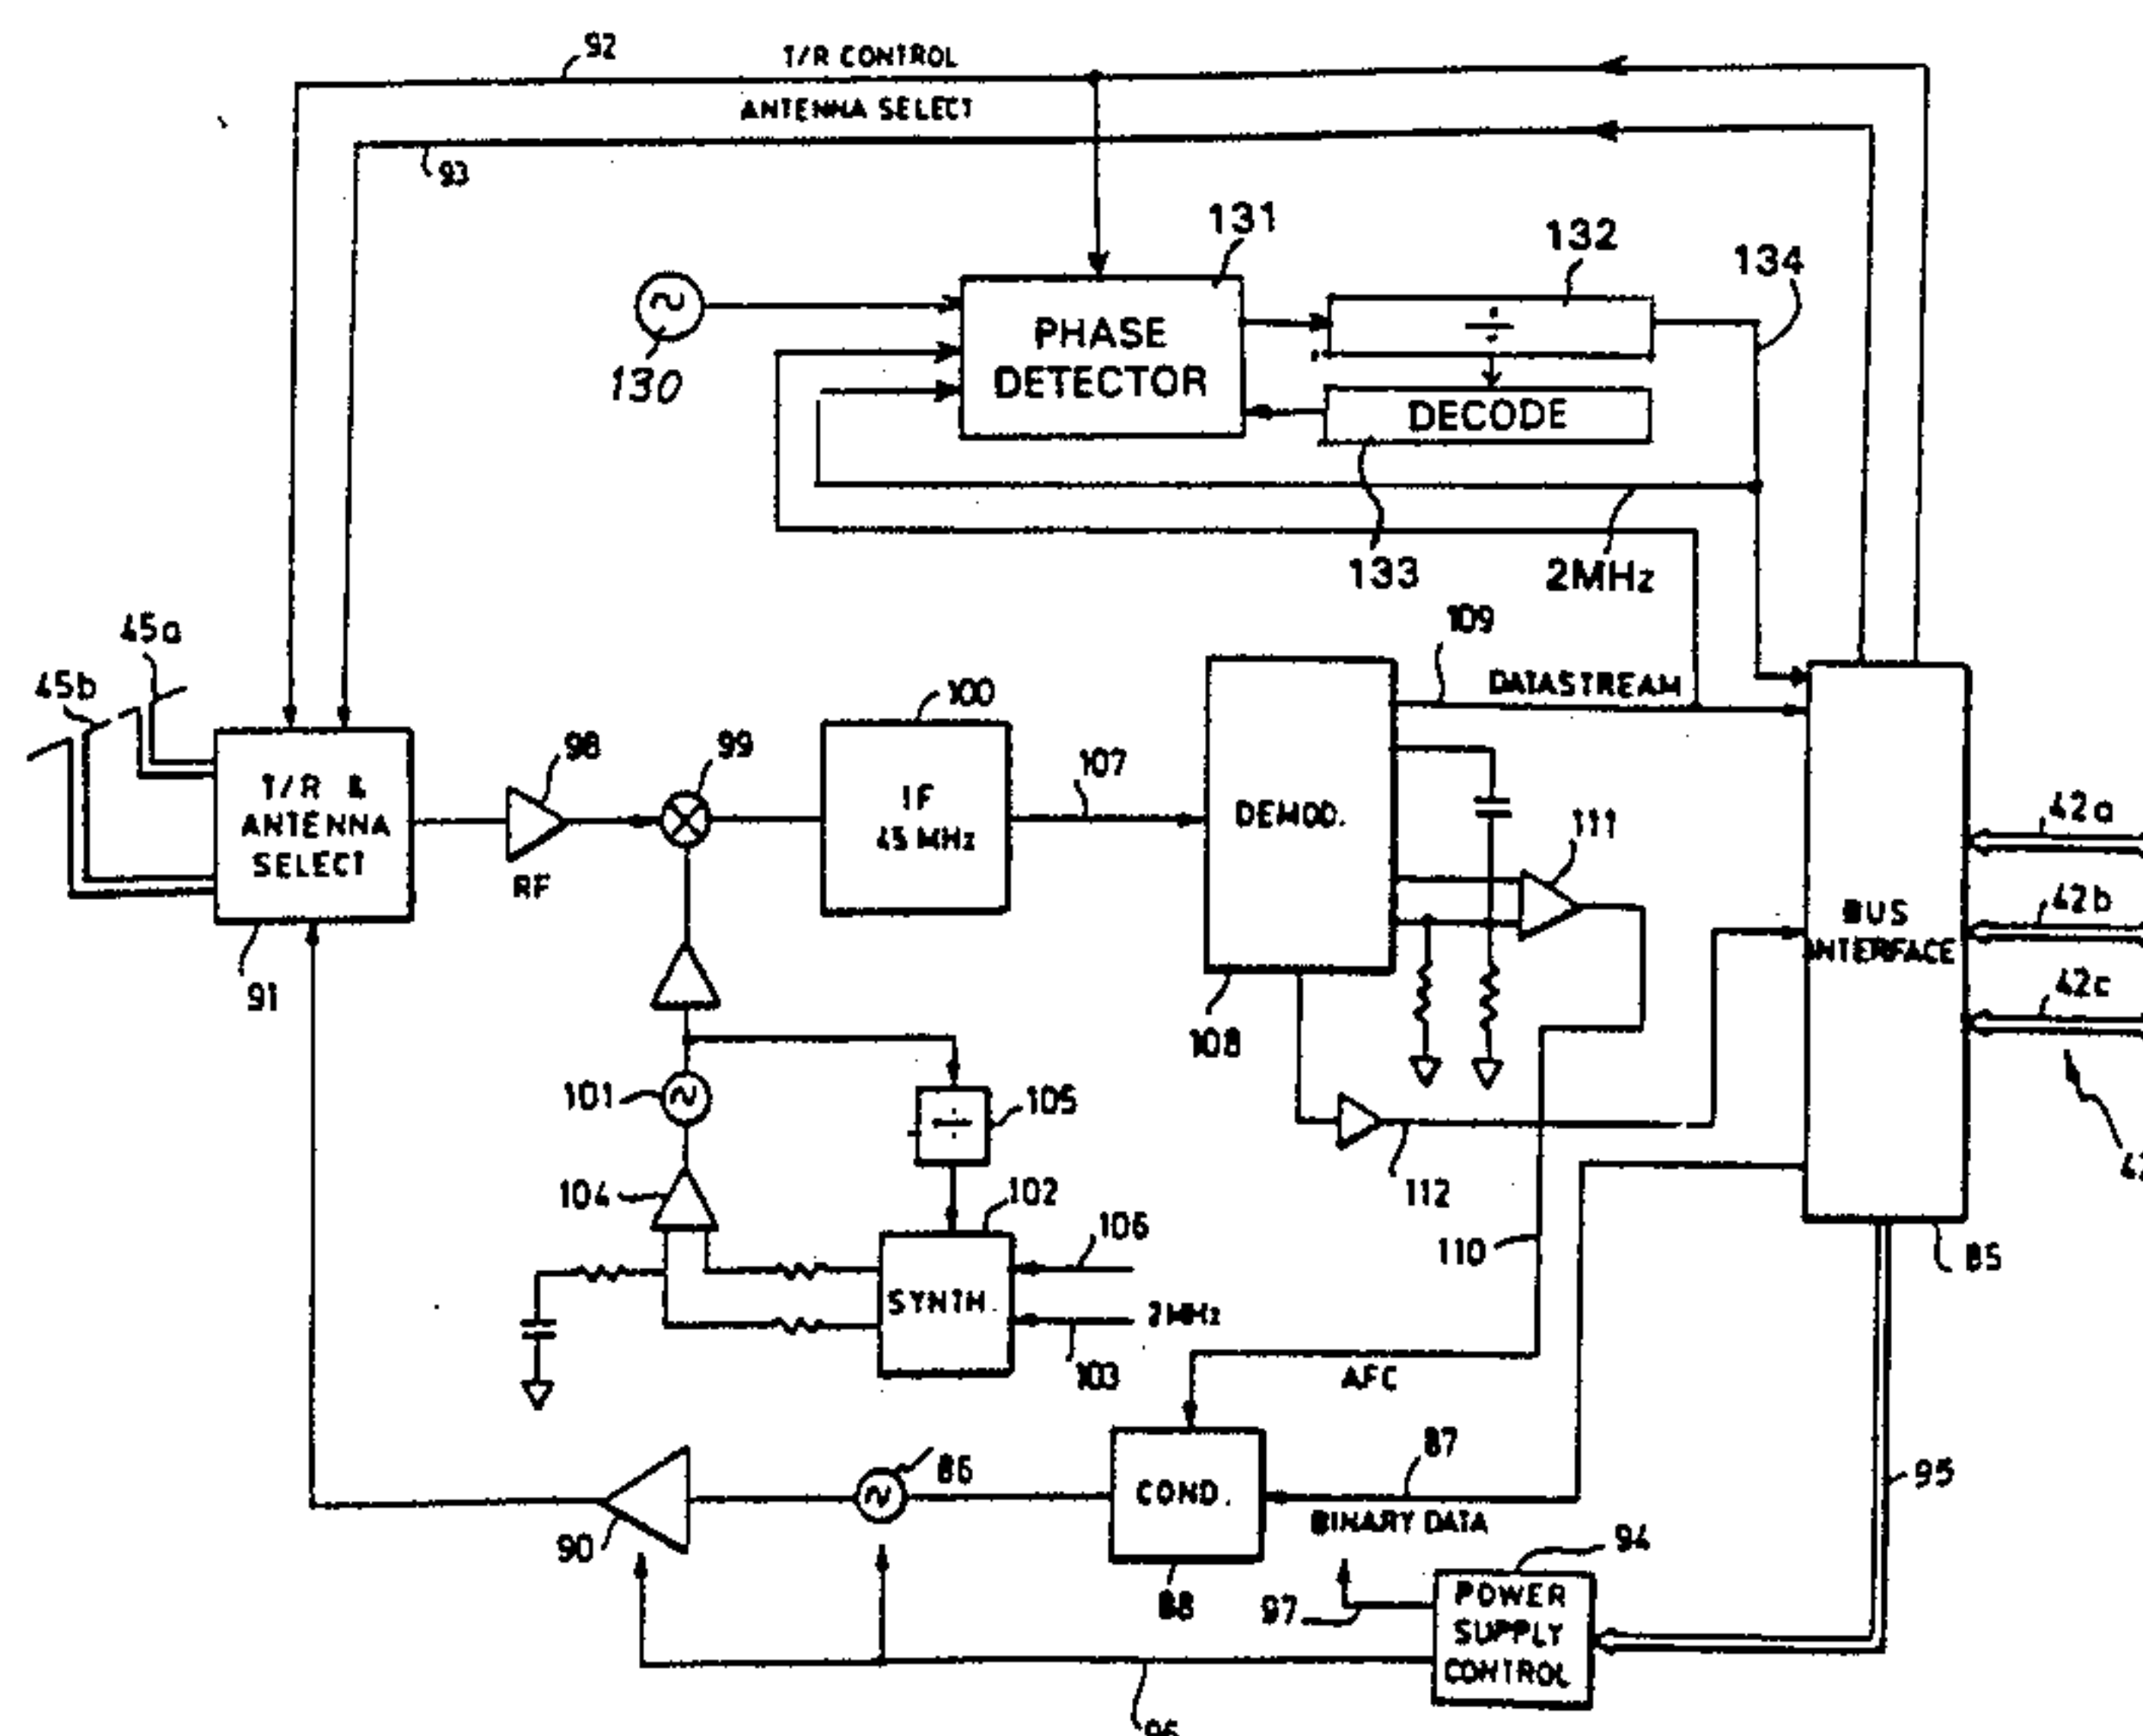 92
T/R CONTROL
ANTENNA SELECT
93
131
132
134
130
PHASE
DETECTOR
÷
DECODE
133
2MHz
45a
45b
109
DATASTREAM
100
98
99
107
T/R &
ANTENNA
SELECT
RF
IF
45 MHz
DEMOD.
111
42a
42b
42c
BUS
INTERFACE
91
108
101
÷
105
104
102
106
112
110
85
SYNTH.
2MHz
103
AFC
86
87
COND.
BINARY DATA
95
90
88
94
97
POWER
SUPPLY
CONTROL
96